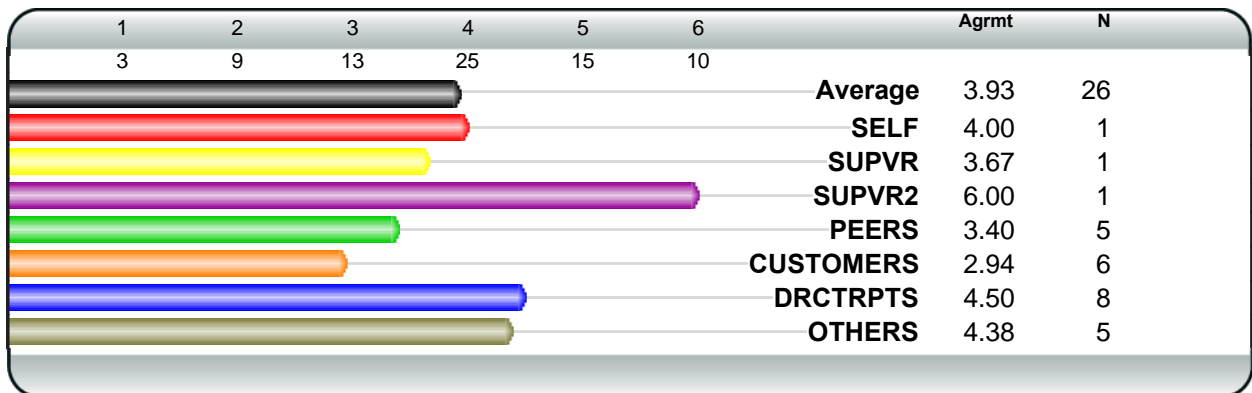 1 2 3 4 5 6 Agrmt N
3 9 13 25 15 10
Average 3.93 26
SELF 4.00 1
SUPVR 3.67 1
SUPVR2 6.00 1
PEERS 3.40 5
CUSTOMERS 2.94 6
DRCTRPTS 4.50 8
OTHERS 4.38 5